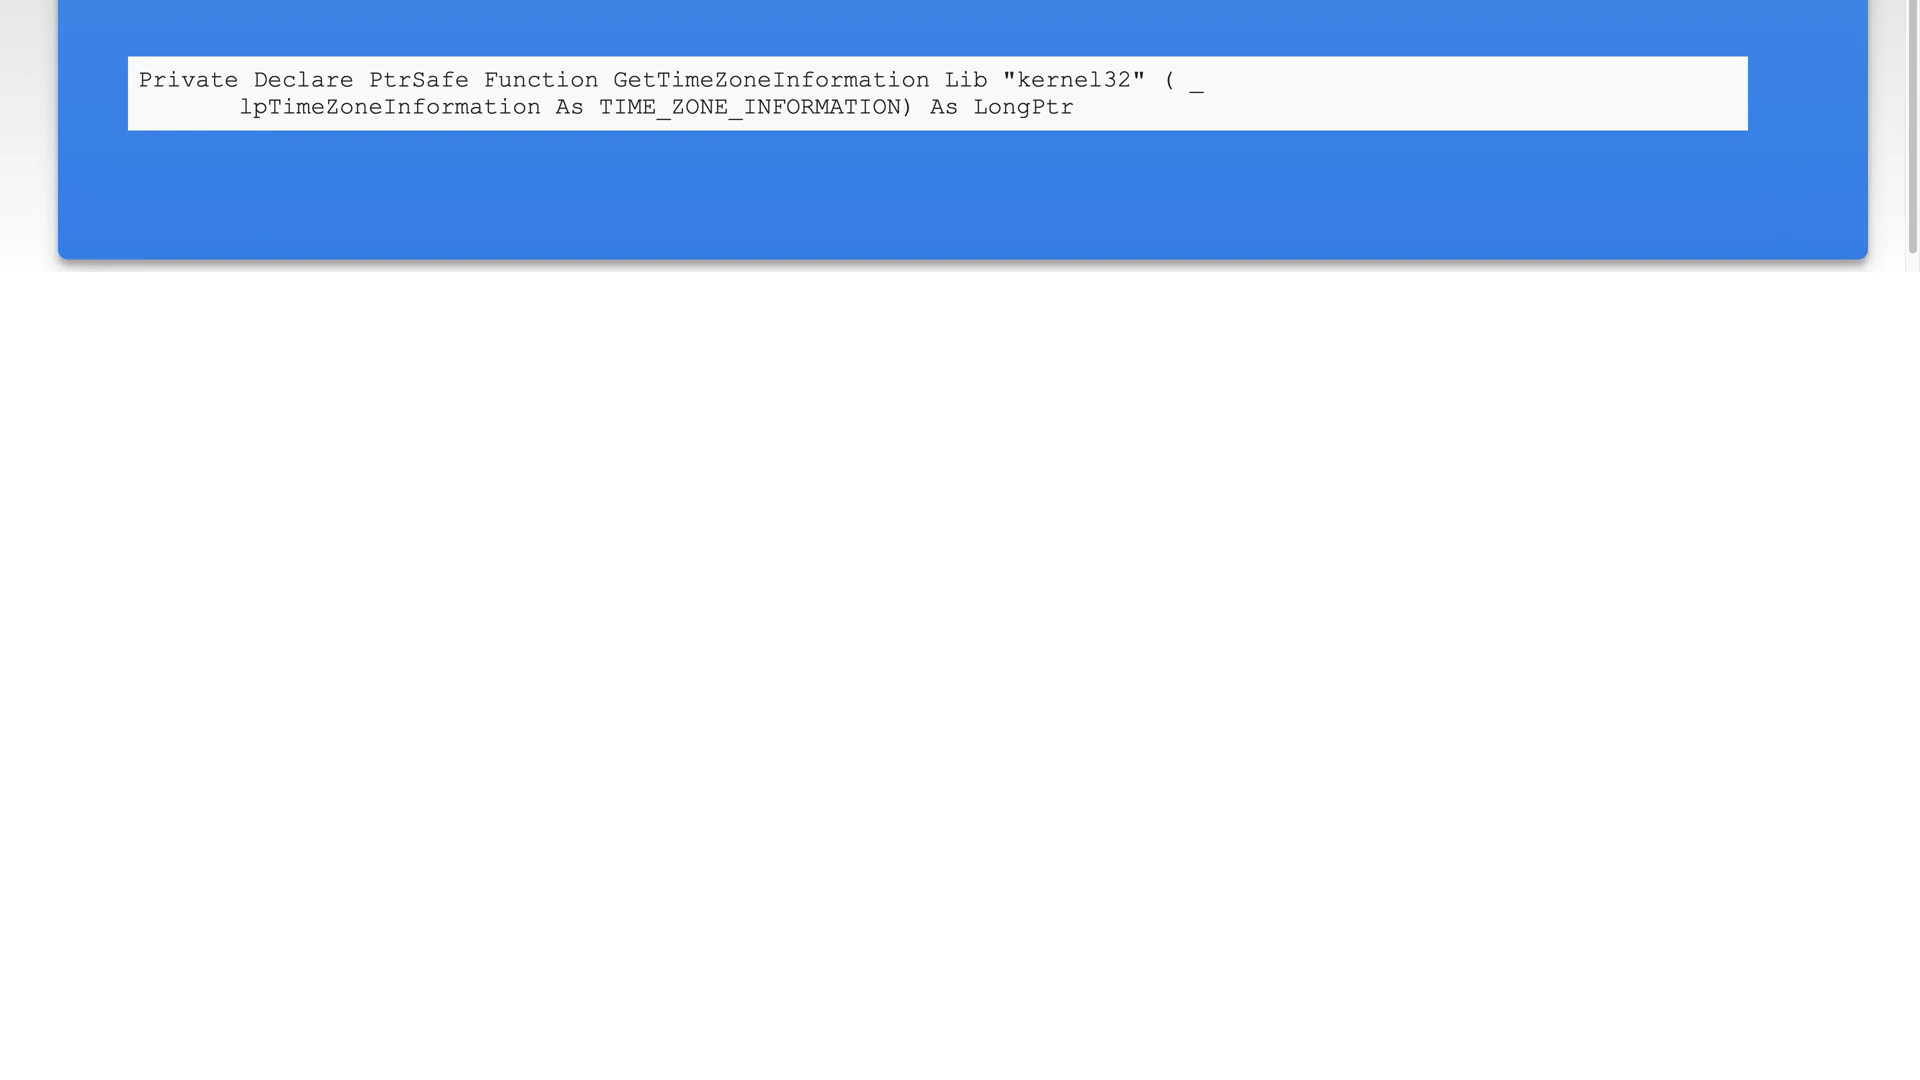 Private Declare PtrSafe Function GetTimeZoneInformation Lib "kernel32" ( _
lpTimeZoneInformation As TIME_ZONE_INFORMATION) As LongPtr